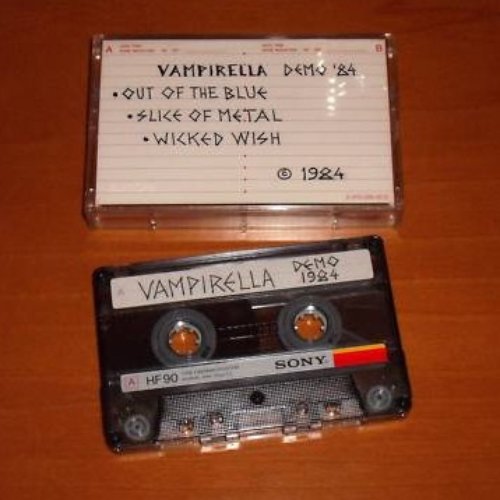 A
B
VAMPIRELLA DEMO '84
• OUT OF THE BLUE
• SLICE OF METAL
• WICKED WISH
© 1984
A VAMPIRELLA DEMO 1984
SONY
A HF90